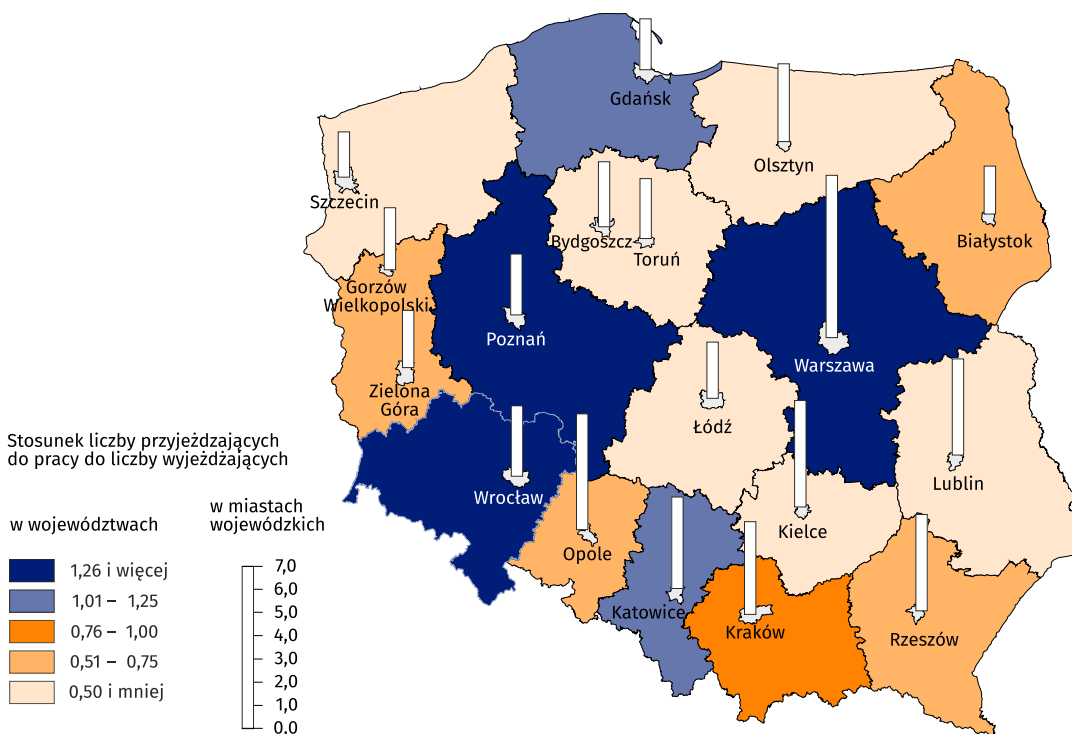 Gdańsk
Olsztyn
Szczecin
Bydgoszcz
Toruń
Białystok
Gorzów
Wielkopolski
Poznań
Warszawa
Zielona
Góra
Łódź
Stosunek liczby przyjeżdzających
do pracy do liczby wyjeżdżających
Wrocław
Lublin
w województwach
w miastach
wojewódzkich
Kielce
Opole
1,26 i więcej
1,01 – 1,25
0,76 – 1,00
0,51 – 0,75
0,50 i mniej
7,0
6,0
5,0
4,0
3,0
2,0
1,0
0.0
Katowice
Kraków
Rzeszów